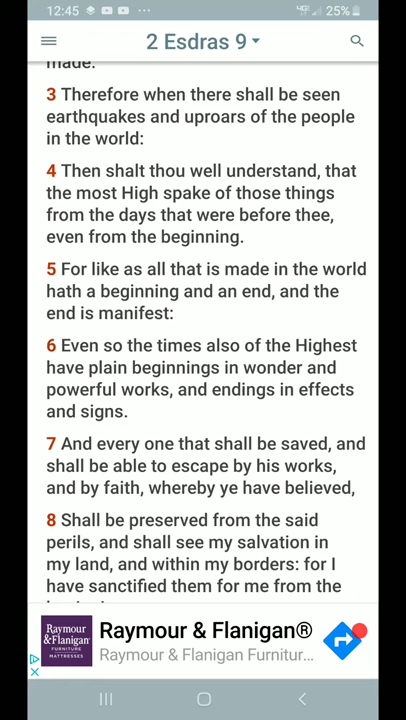 12:45
25%
2 Esdras 9
made:
3 Therefore when there shall be seen
earthquakes and uproars of the people
in the world:
4 Then shalt thou well understand, that
the most High spake of those things
from the days that were before thee,
even from the beginning.
5 For like as all that is made in the world
hath a beginning and an end, and the
end is manifest:
6 Even so the times also of the Highest
have plain beginnings in wonder and
powerful works, and endings in effects
and signs.
7 And every one that shall be saved, and
shall be able to escape by his works,
and by faith, whereby ye have believed,
8 Shall be preserved from the said
perils, and shall see my salvation in
my land, and within my borders: for I
have sanctified them for me from the
Raymour
&Flanigan
FURNITURE
MATTRESSES
Raymour & Flanigan®
Raymour & Flanigan Furnitur...